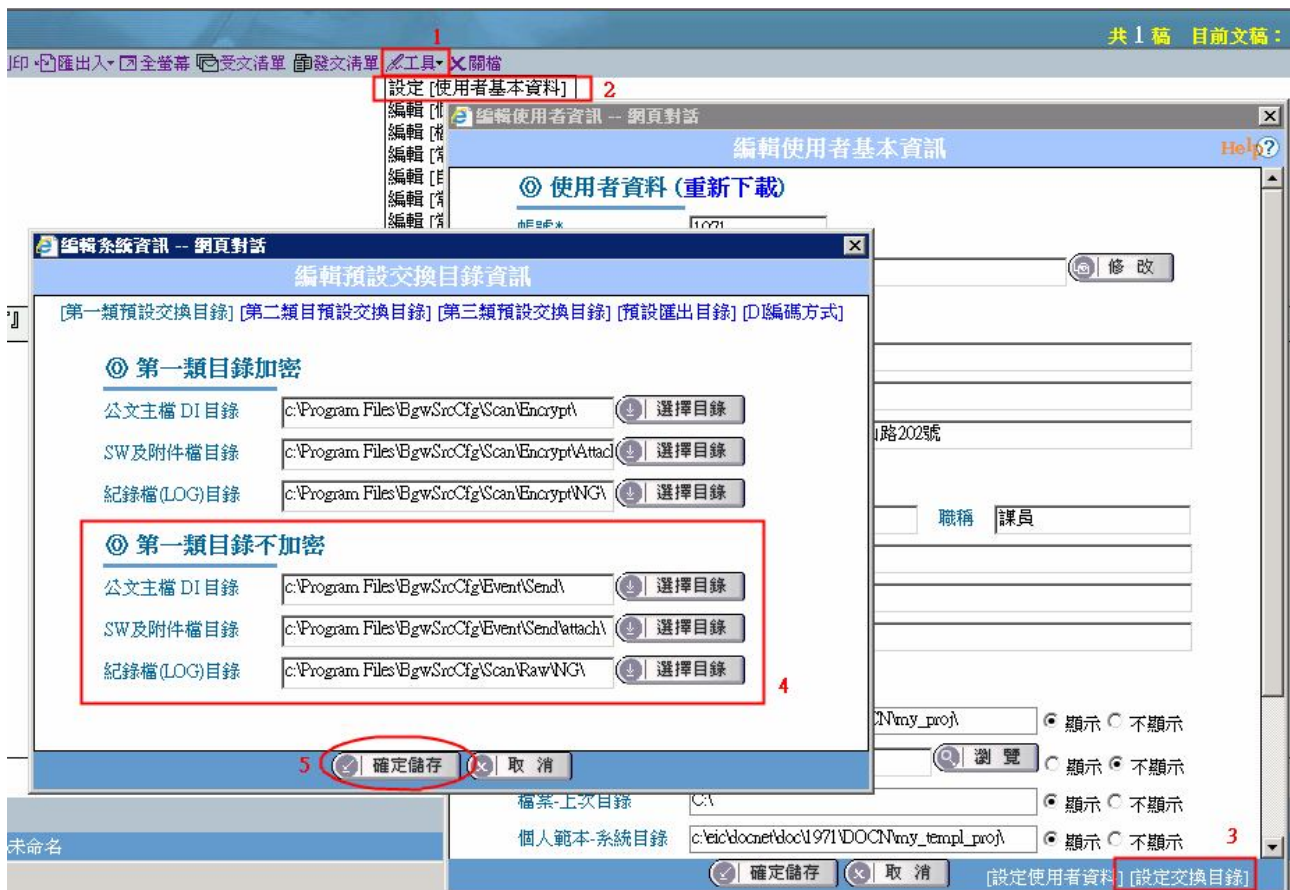 1
共 1 稿 目前文稿：
印 匯出入 全螢幕 受文清單 發文清單 工具 關檔
設定 [使用者基本資料] 2
編輯 [
編輯 [
編輯 [
編輯 [
編輯 [
編輯 [
編輯使用者資訊 -- 網頁對話
編輯使用者基本資訊
Help?
◎ 使用者資料 (重新下載)
帳號*
1971
修 改
路202號
職稱 課員
CN\my_proj\ 顯示 不顯示
瀏 覽 顯示 不顯示
檔案-上次目錄 C:\ 顯示 不顯示
個人範本-系統目錄 c:\eic\docnet\doc\1971\DOCN\my_templ_proj\ 顯示 不顯示
3
確定儲存 取 消 [設定使用者資料] [設定交換目錄]
編輯系統資訊 -- 網頁對話
編輯預設交換目錄資訊
[第一類預設交換目錄] [第二類目預設交換目錄] [第三類預設交換目錄] [預設匯出目錄] [DI編碼方式]
◎ 第一類目錄加密
公文主檔 DI 目錄 c:\Program Files\BgwSrcCfg\Scan\Encrypt\ 選擇目錄
SW及附件檔目錄 c:\Program Files\BgwSrcCfg\Scan\Encrypt\Attacl 選擇目錄
紀錄檔(LOG)目錄 c:\Program Files\BgwSrcCfg\Scan\Encrypt\NG\ 選擇目錄
◎ 第一類目錄不加密
公文主檔 DI 目錄 c:\Program Files\BgwSrcCfg\Event\Send\ 選擇目錄
SW及附件檔目錄 c:\Program Files\BgwSrcCfg\Event\Send\attach\ 選擇目錄
紀錄檔(LOG)目錄 c:\Program Files\BgwSrcCfg\Scan\Raw\NG\ 選擇目錄
4
5 確定儲存 取 消
未命名